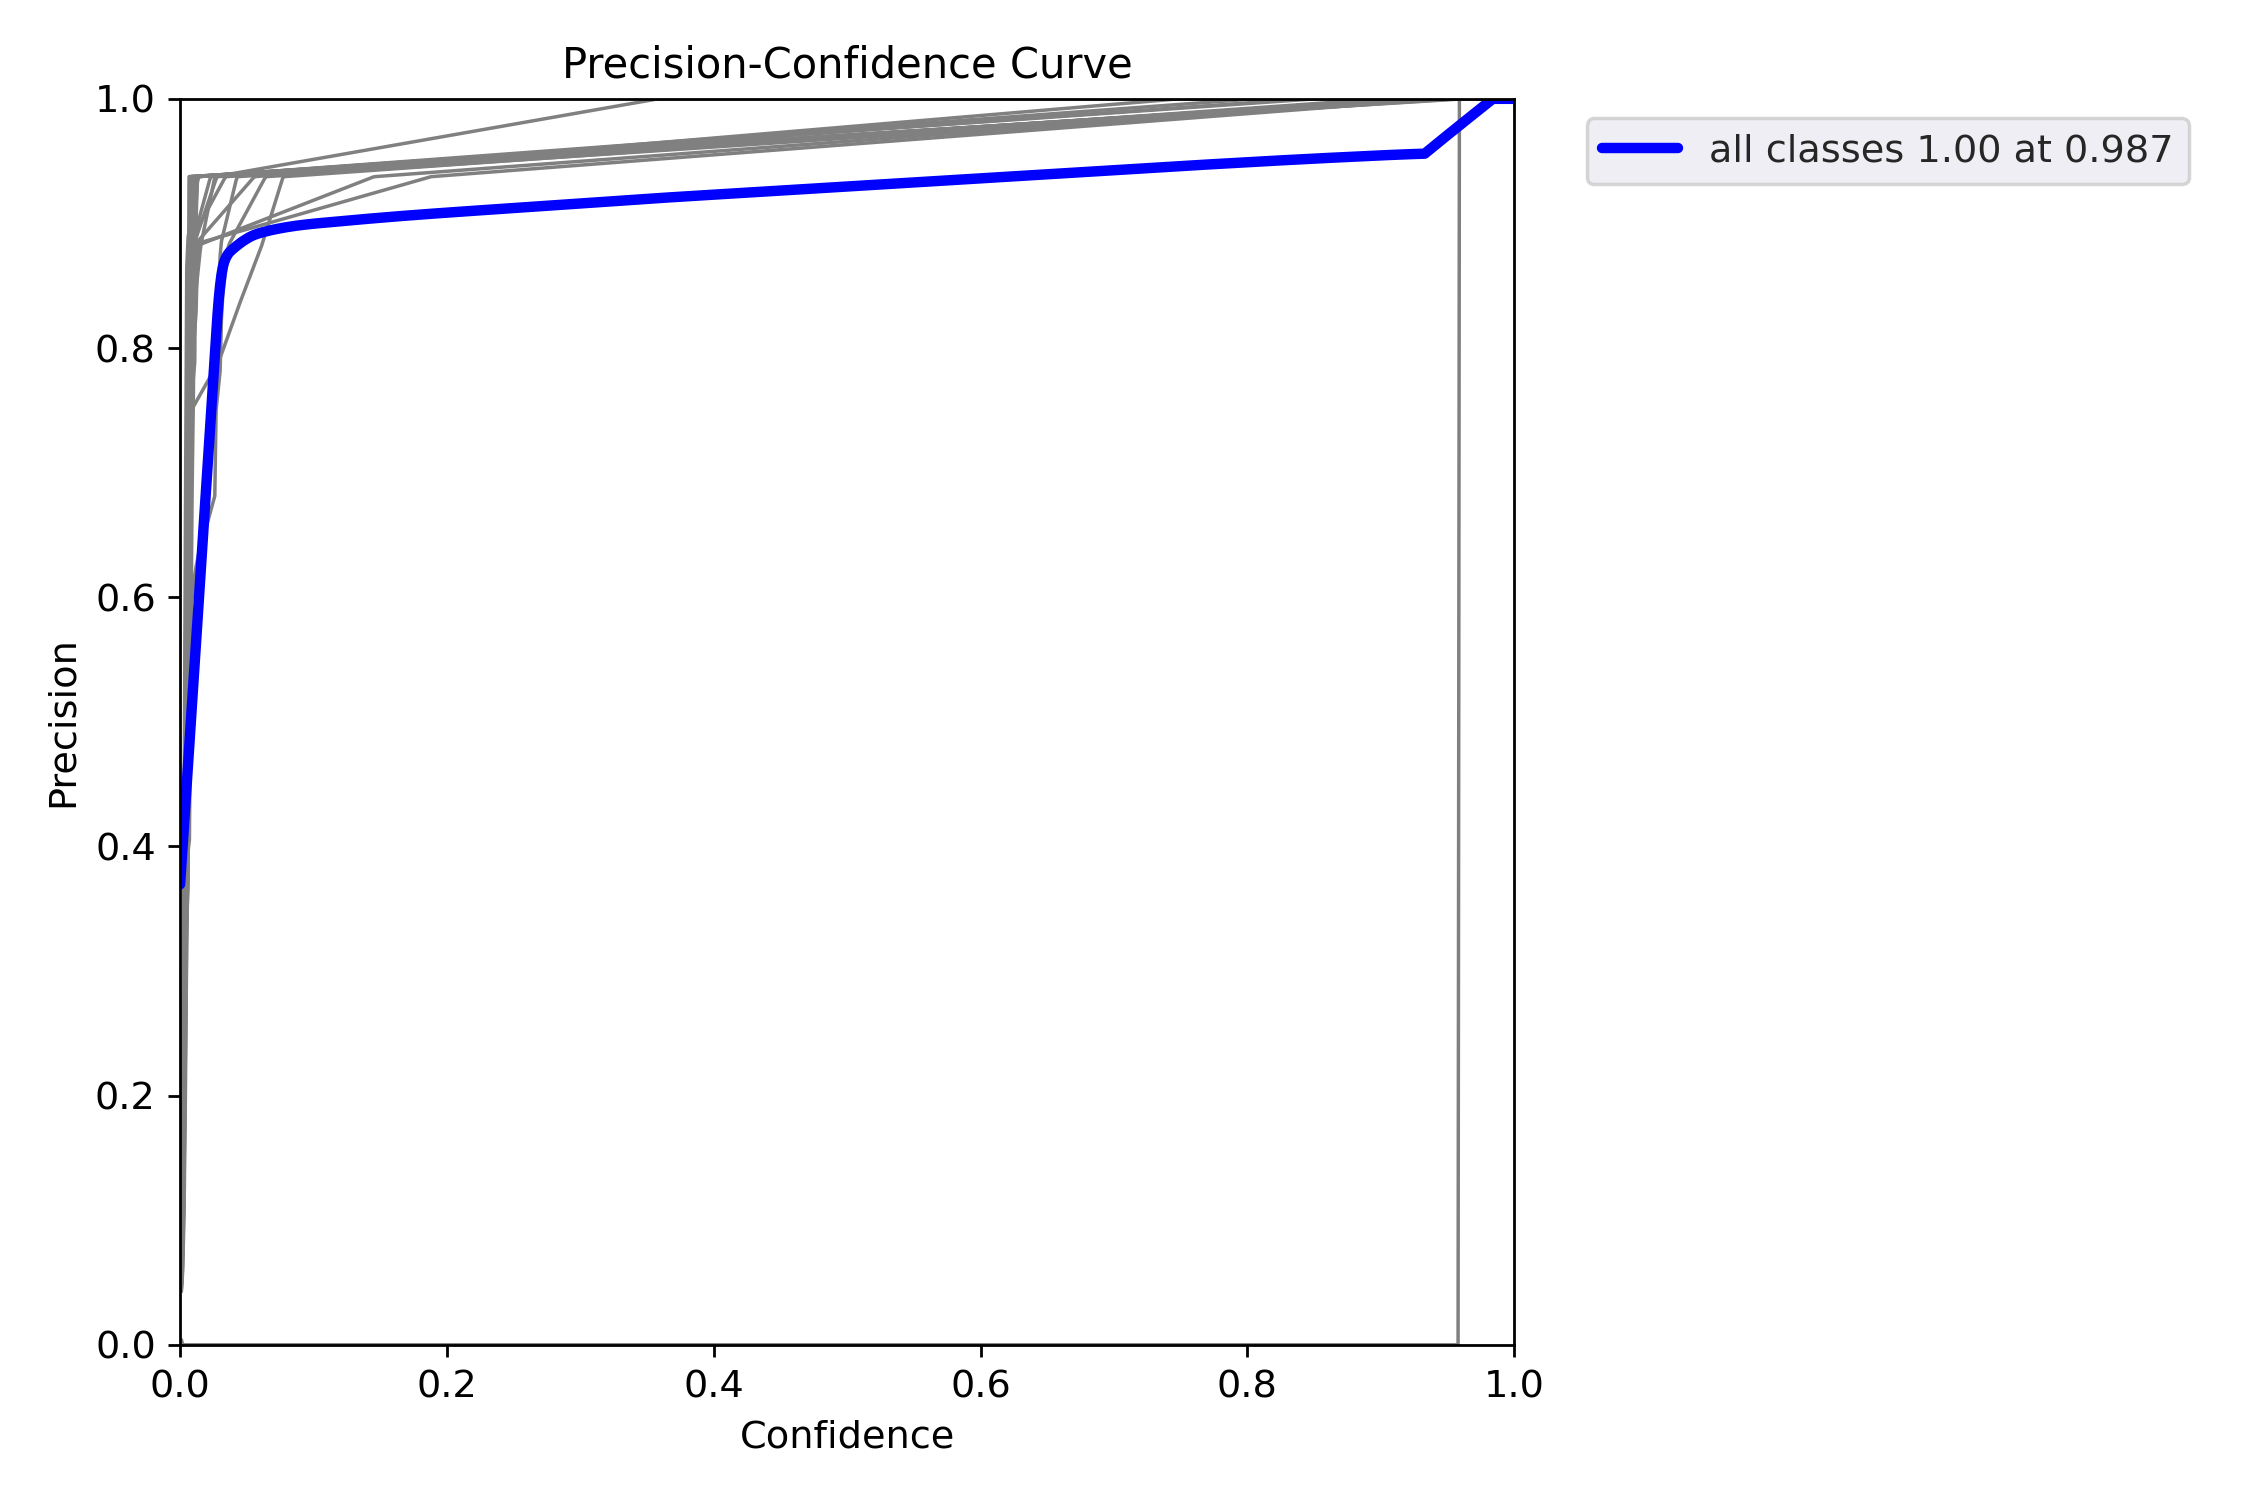 Precision-Confidence Curve
1.0
0.8
0.6
0.4
0.2
0.0
Precision
0.0 0.2 0.4 0.6 0.8 1.0
Confidence
all classes 1.00 at 0.987